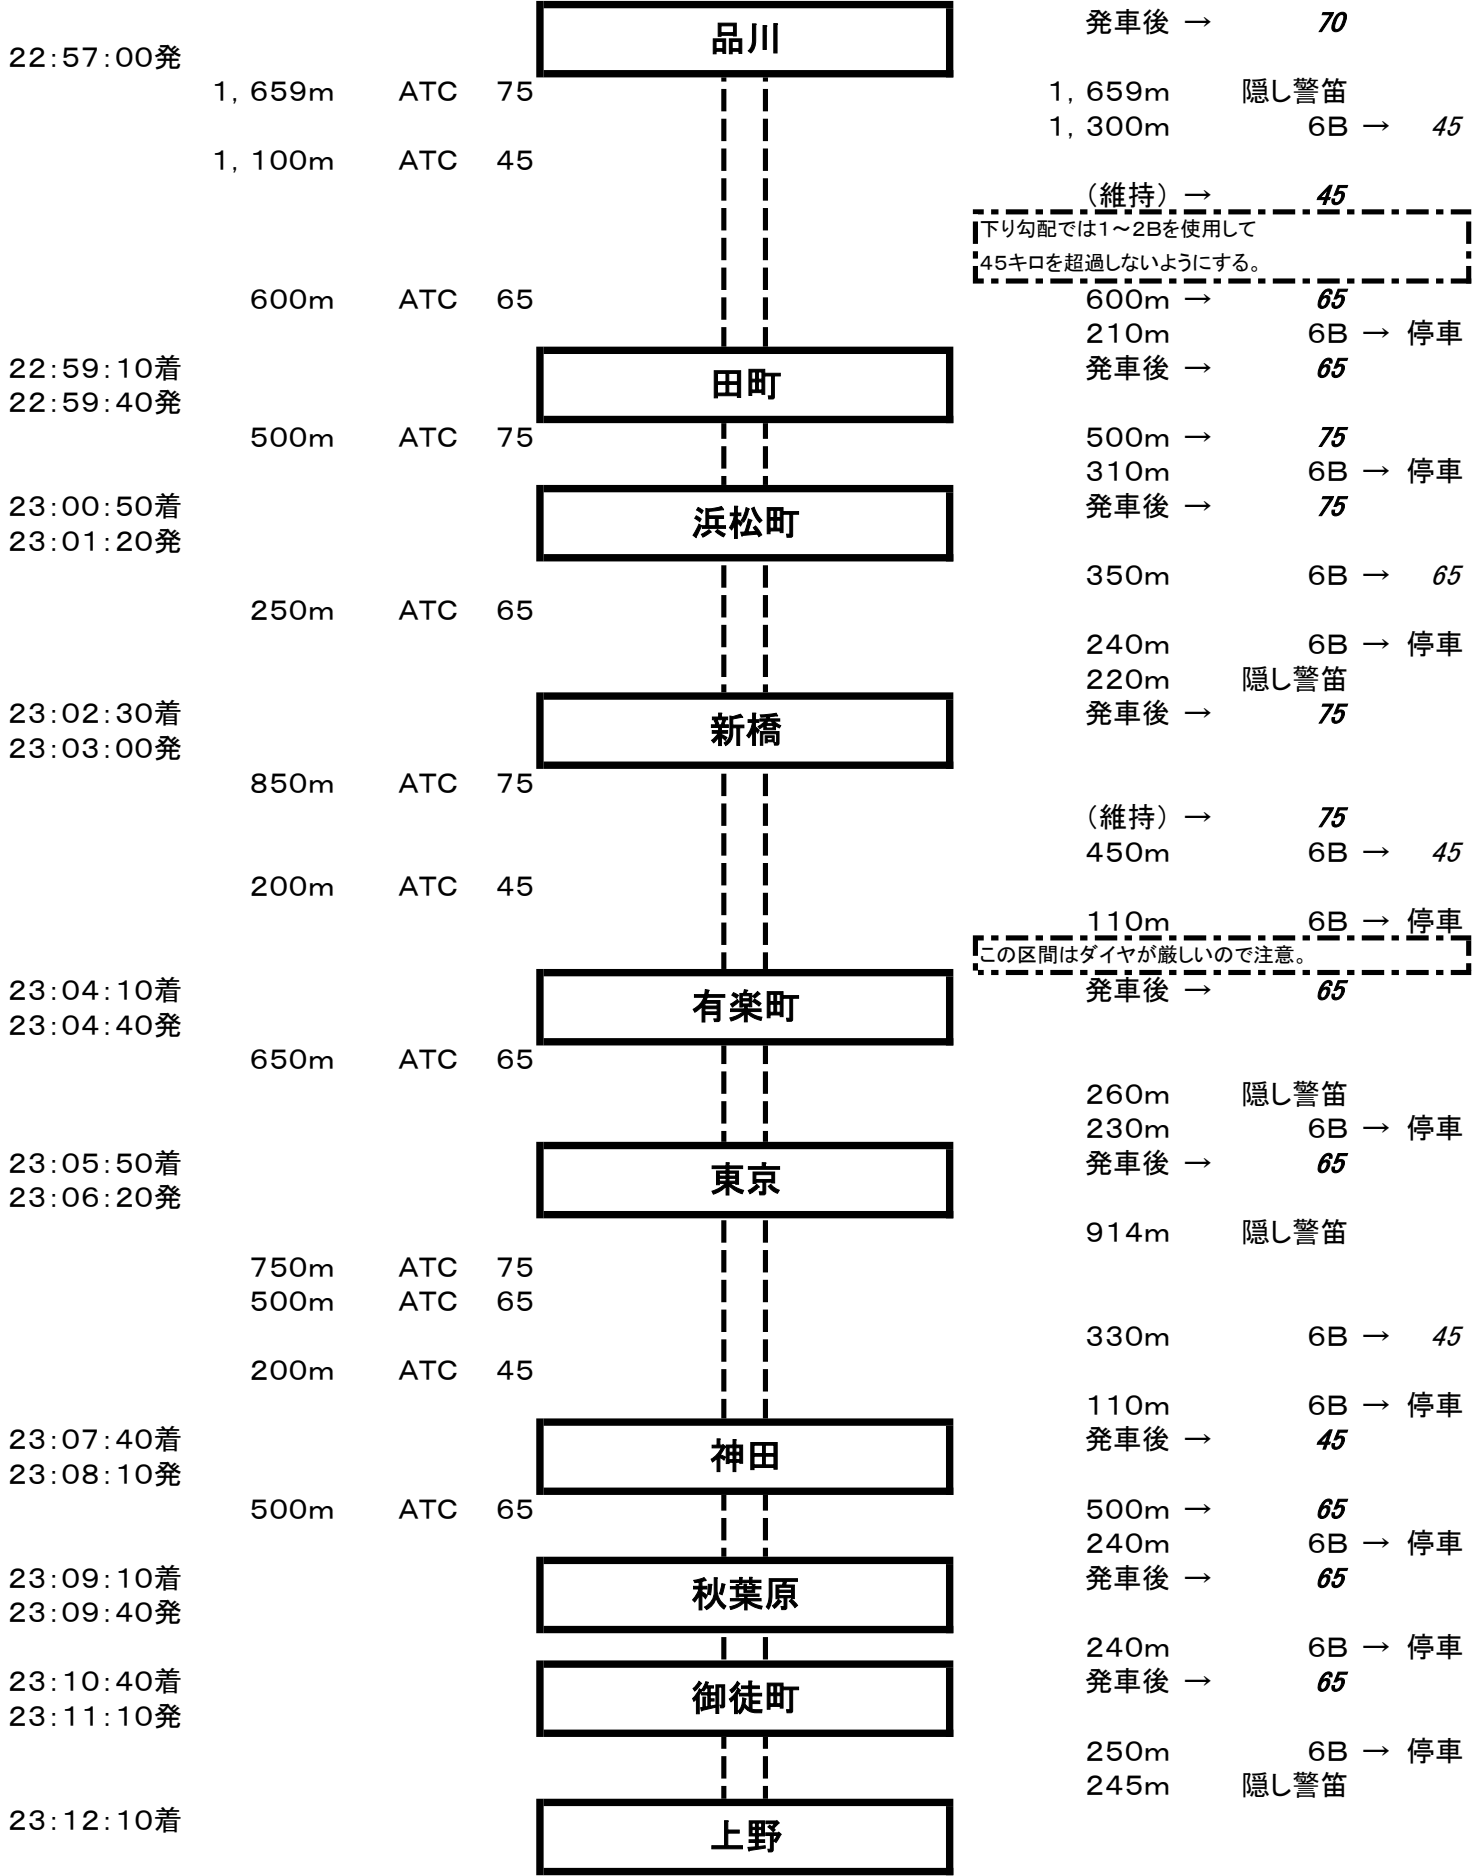 品川
発車後 → 70
22:57:00発
1,659m ATC 75 1,659m 隠し警笛
1,300m 6B → 45
1,100m ATC 45
(維持) → 45
下り勾配では1～2Bを使用して
45キロを超過しないようにする。
600m ATC 65 600m → 65
210m 6B → 停車
22:59:10着 発車後 → 65
田町
22:59:40発
500m ATC 75 500m → 75
310m 6B → 停車
23:00:50着 発車後 → 75
浜松町
23:01:20発
350m 6B → 65
250m ATC 65
240m 6B → 停車
220m 隠し警笛
23:02:30着 発車後 → 75
新橋
23:03:00発
850m ATC 75
(維持) → 75
450m 6B → 45
200m ATC 45
110m 6B → 停車
この区間はダイヤが厳しいので注意。
23:04:10着 発車後 → 65
有楽町
23:04:40発
650m ATC 65
260m 隠し警笛
230m 6B → 停車
23:05:50着 発車後 → 65
東京
23:06:20発
914m 隠し警笛
750m ATC 75
500m ATC 65
330m 6B → 45
200m ATC 45
110m 6B → 停車
23:07:40着 発車後 → 45
神田
23:08:10発
500m ATC 65 500m → 65
240m 6B → 停車
23:09:10着 発車後 → 65
秋葉原
23:09:40発
240m 6B → 停車
23:10:40着 発車後 → 65
御徒町
23:11:10発
250m 6B → 停車
245m 隠し警笛
23:12:10着
上野